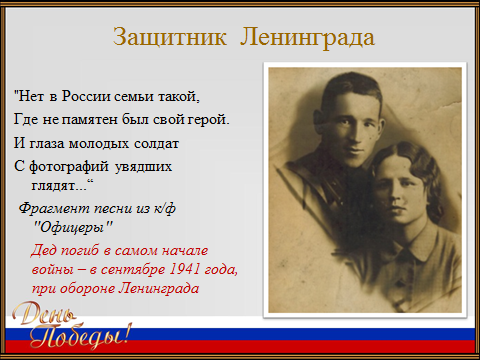 Защитник Ленинграда
"Нет в России семьи такой,
Где не памятен был свой герой.
И глаза молодых солдат
С фотографий увядших
глядят...“
Фрагмент песни из к/ф
"Офицеры"
Дед погиб в самом начале
войны – в сентябре 1941 года,
при обороне Ленинграда
День
Победы!